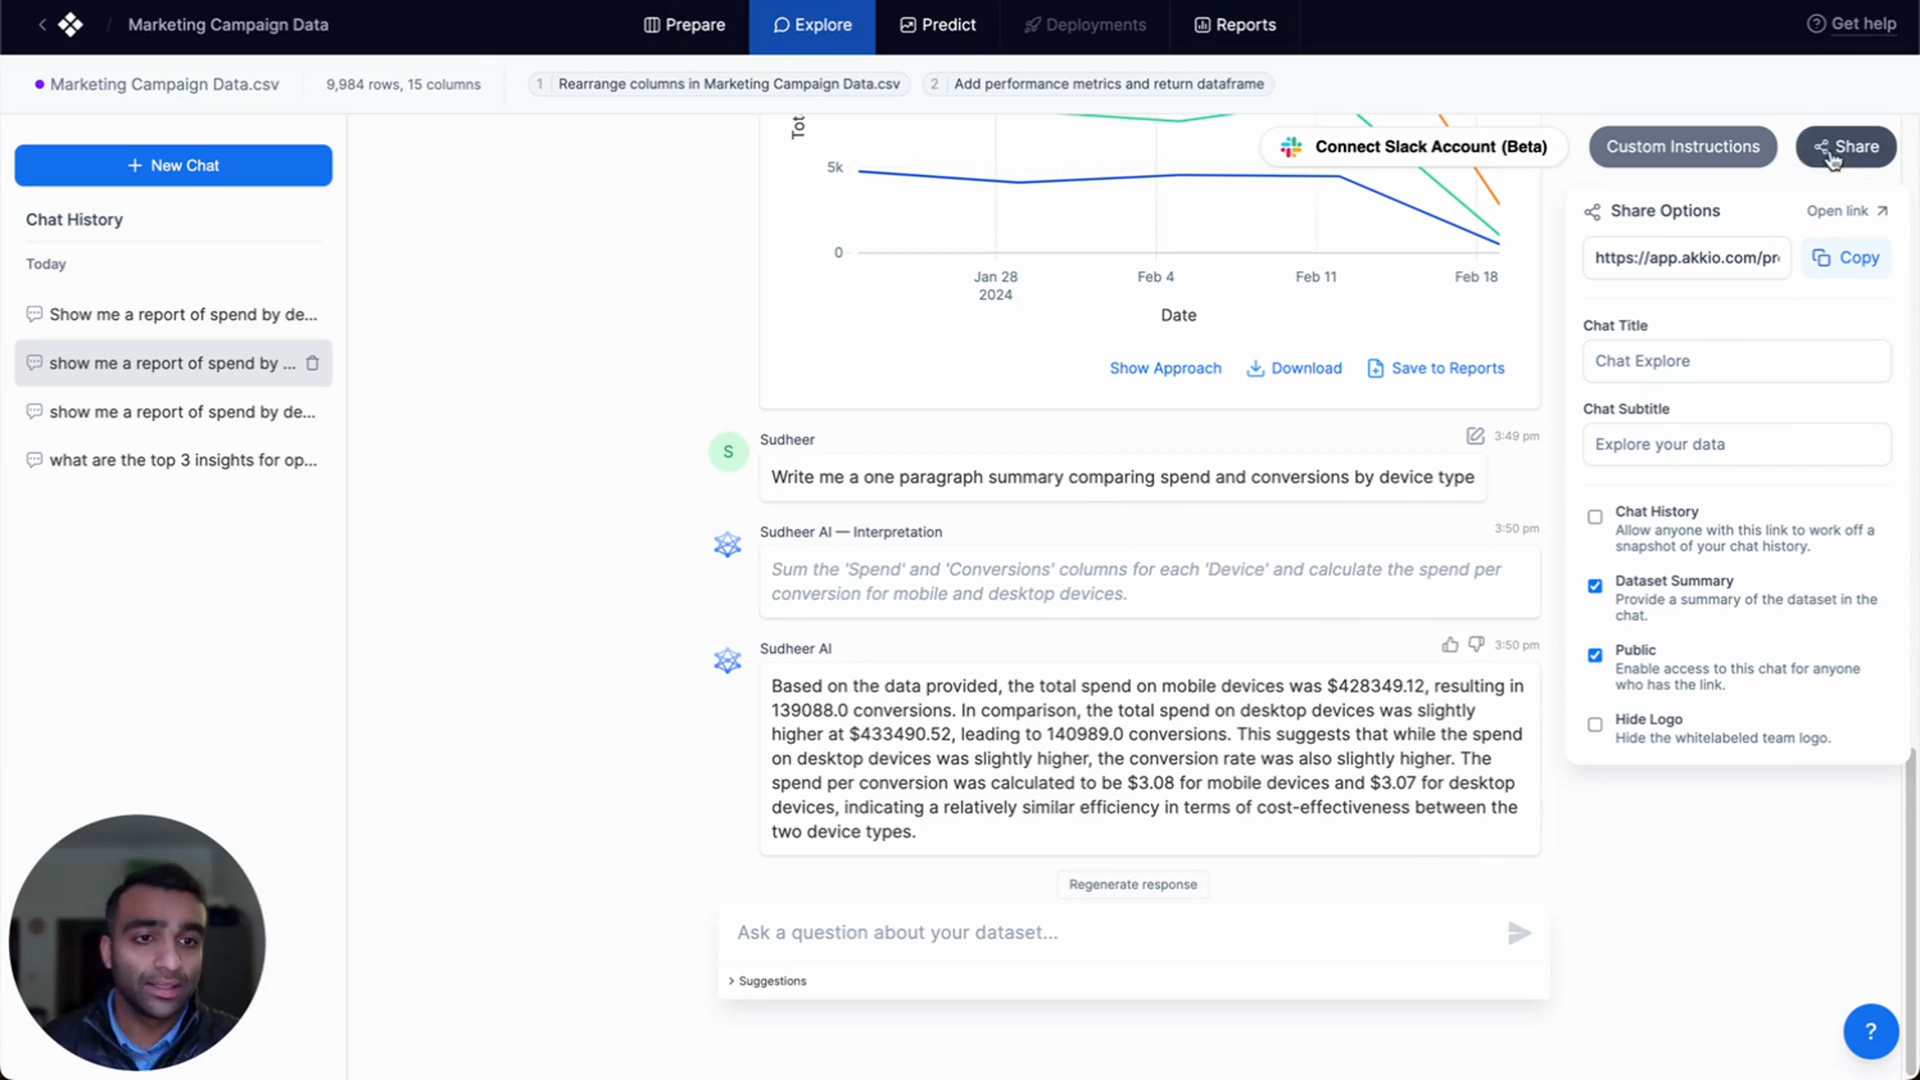 Marketing Campaign Data
Prepare
Explore
Predict
Deployments
Reports
Get help
Marketing Campaign Data.csv
9,984 rows, 15 columns
1 Rearrange columns in Marketing Campaign Data.csv
2 Add performance metrics and return dataframe
+ New Chat
Chat History
Today
Show me a report of spend by de...
show me a report of spend by ...
show me a report of spend by de...
what are the top 3 insights for op...
Tot
5k
0
Jan 28
2024
Feb 4
Feb 11
Feb 18
Date
Show Approach
Download
Save to Reports
Sudheer
3:49 pm
S
Write me a one paragraph summary comparing spend and conversions by device type
Sudheer AI — Interpretation
3:50 pm
Sum the 'Spend' and 'Conversions' columns for each 'Device' and calculate the spend per
conversion for mobile and desktop devices.
Sudheer AI
3:50 pm
Based on the data provided, the total spend on mobile devices was $428349.12, resulting in
139088.0 conversions. In comparison, the total spend on desktop devices was slightly
higher at $433490.52, leading to 140989.0 conversions. This suggests that while the spend
on desktop devices was slightly higher, the conversion rate was also slightly higher. The
spend per conversion was calculated to be $3.08 for mobile devices and $3.07 for desktop
devices, indicating a relatively similar efficiency in terms of cost-effectiveness between the
two device types.
Regenerate response
Ask a question about your dataset...
> Suggestions
Connect Slack Account (Beta)
Custom Instructions
Share
Share Options
Open link
https://app.akkio.com/pr
Copy
Chat Title
Chat Explore
Chat Subtitle
Explore your data
Chat History
Allow anyone with this link to work off a
snapshot of your chat history.
Dataset Summary
Provide a summary of the dataset in the
chat.
Public
Enable access to this chat for anyone
who has the link.
Hide Logo
Hide the whitelabeled team logo.
?